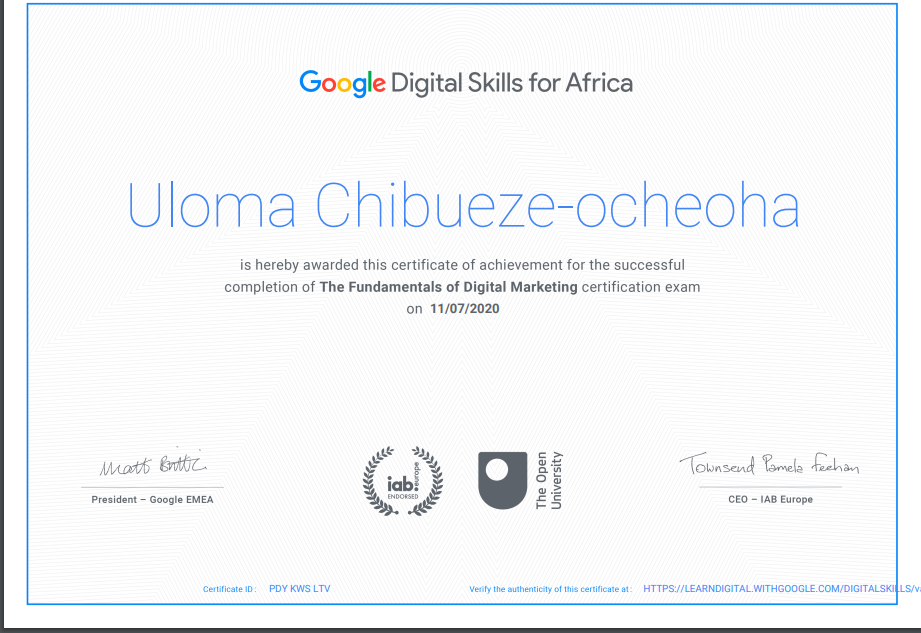 Google Digital Skills for Africa
Uloma Chibueze-ocheoha
is hereby awarded this certificate of achievement for the successful
completion of The Fundamentals of Digital Marketing certification exam
on 11/07/2020
Matt Brittin
Townsend Pamela Feehan
President – Google EMEA
iab.
europe
ENDORSED
The Open
University
CEO – IAB Europe
Certificate ID : PDY KWS LTV
Verify the authenticity of this certificate at : HTTPS://LEARNDIGITAL.WITHGOOGLE.COM/DIGITALSKILLS/